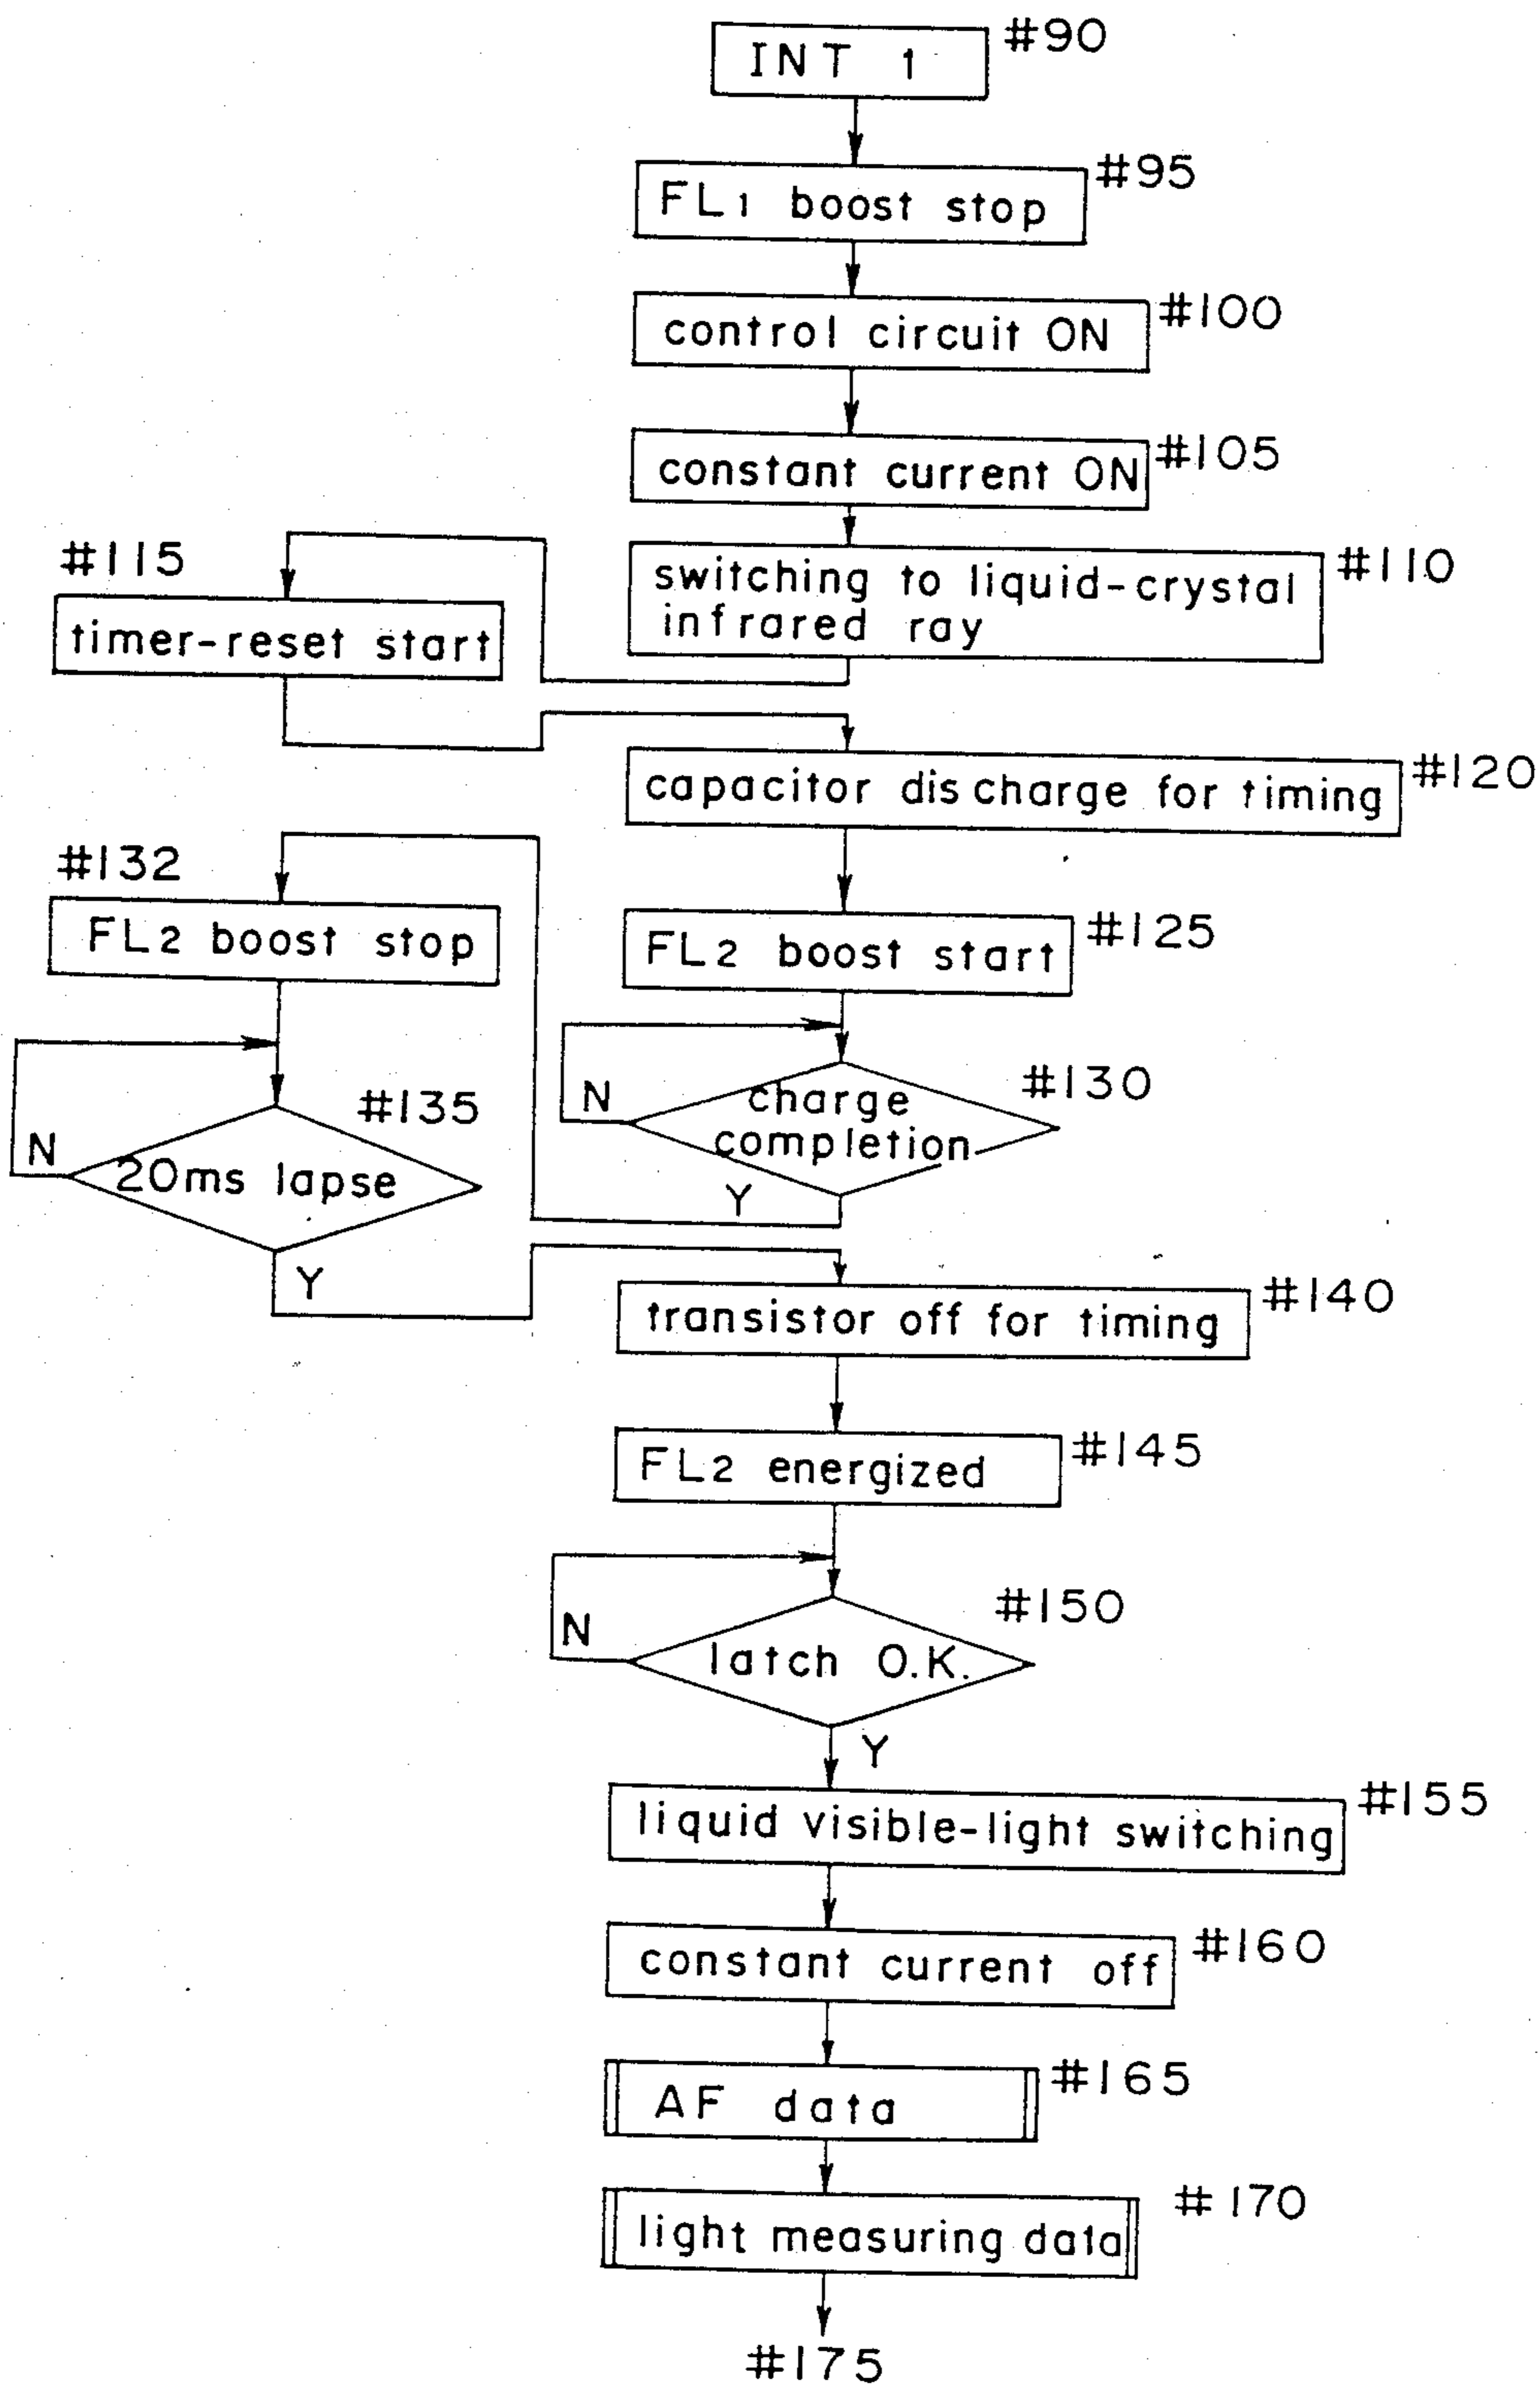 INT 1
#90
FL1 boost stop
#95
control circuit ON
#100
constant current ON
#105
switching to liquid-crystal
infrared ray
#110
#115
timer-reset start
capacitor discharge for timing
#120
FL2 boost start
#125
charge
completion
#130
N
Y
#132
FL2 boost stop
#135
20ms lapse
N
Y
transistor off for timing
#140
FL2 energized
#145
latch O.K.
#150
N
Y
liquid visible-light switching
#155
constant current off
#160
AF data
#165
light measuring data
#170
#175